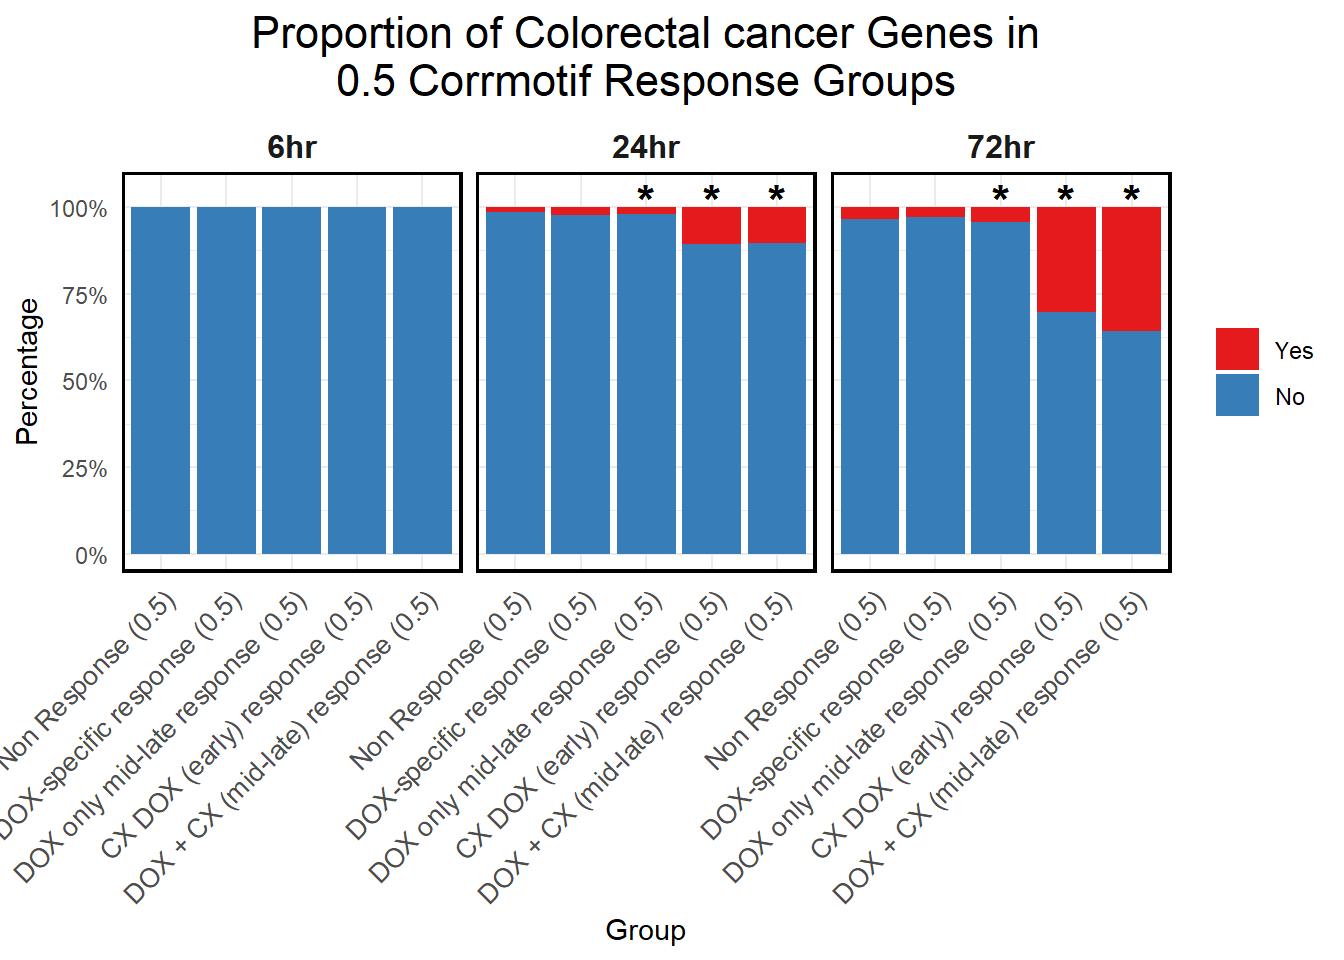 Proportion of Colorectal cancer Genes in
0.5 Corrmotif Response Groups
6hr
24hr
72hr
* * *
* * *
100%
75%
50%
25%
0%
Percentage
Yes
No
Non Response (0.5)
DOX-specific response (0.5)
DOX only mid-late response (0.5)
CX DOX (early) response (0.5)
DOX + CX (mid-late) response (0.5)
Non Response (0.5)
DOX-specific response (0.5)
DOX only mid-late response (0.5)
CX DOX (early) response (0.5)
DOX + CX (mid-late) response (0.5)
Non Response (0.5)
DOX-specific response (0.5)
DOX only mid-late response (0.5)
CX DOX (early) response (0.5)
DOX + CX (mid-late) response (0.5)
Group